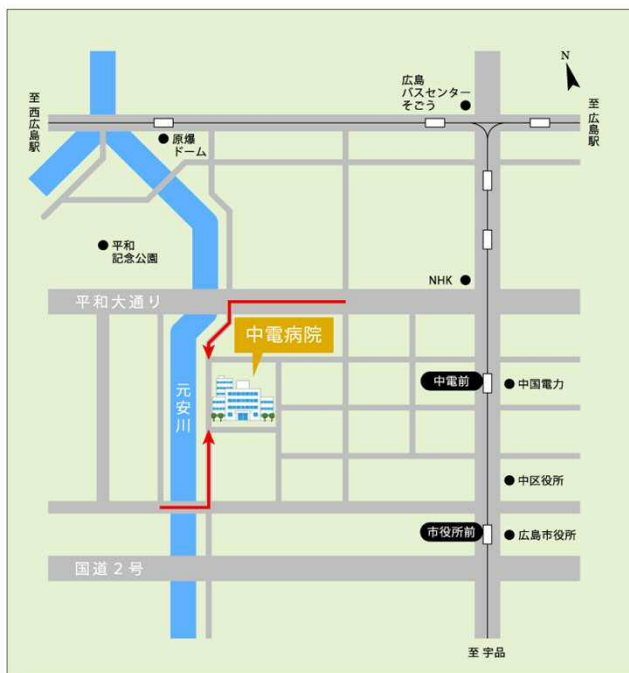 N
広島
バスセンター
そごう
至 西広島駅
至 広島駅
原爆
ドーム
平和
記念公園
NHK
平和大通り
中電病院
中電前
中国電力
元安川
中区役所
市役所前
広島市役所
国道2号
至 宇品